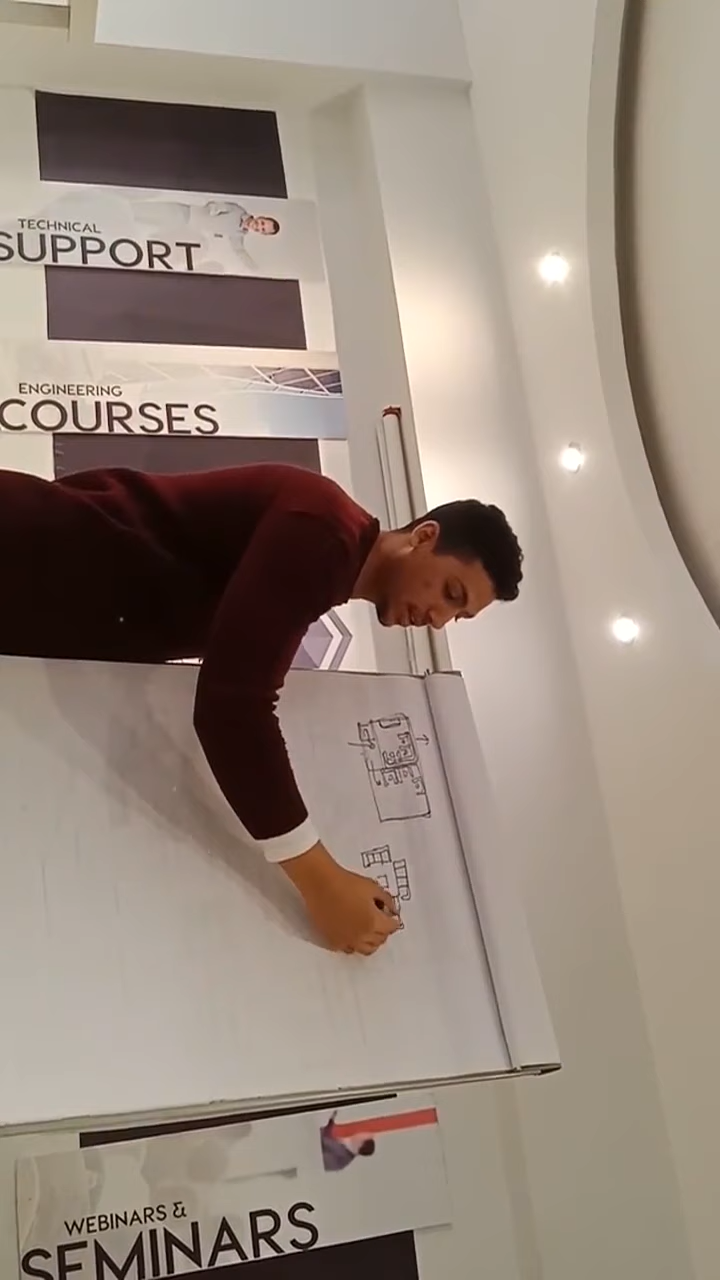 TECHNICAL
SUPPORT
ENGINEERING
COURSES
WEBINARS &
SEMINARS